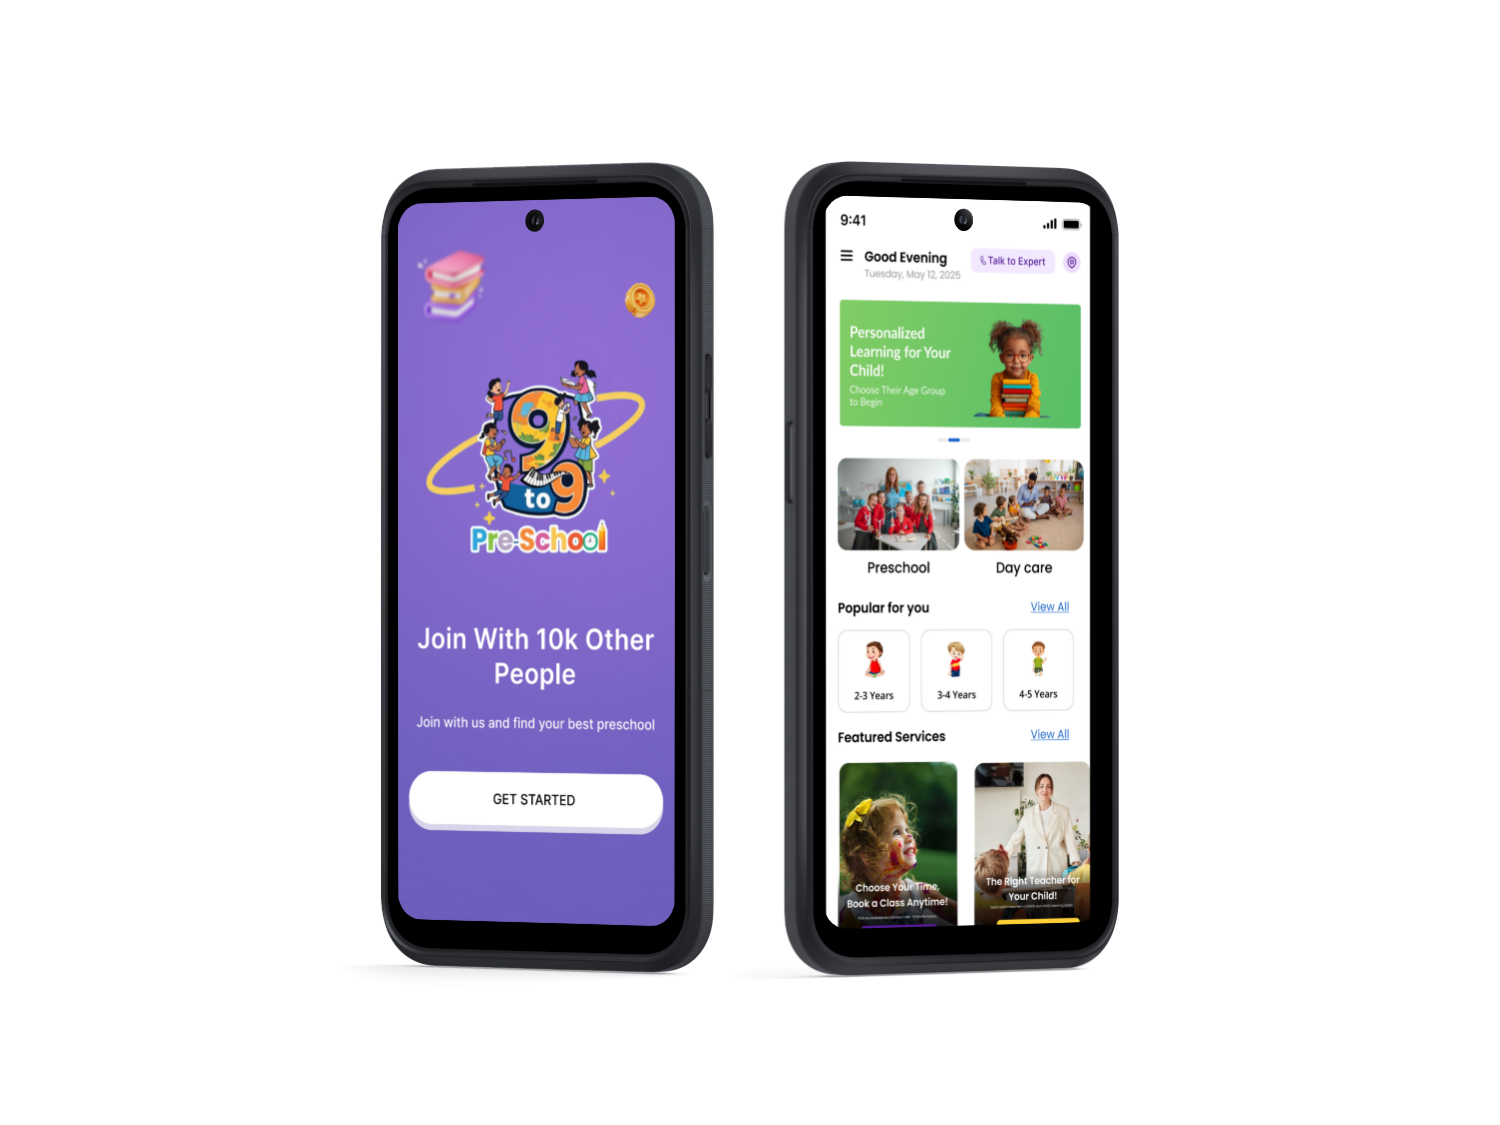 9 to 9
Pre-School
Join With 10k Other
People
Join with us and find your best preschool
GET STARTED
9:41
Good Evening
Tuesday, May 12, 2025
Talk to Expert
Personalized
Learning for Your
Child!
Choose Their Age Group
to Begin
Preschool
Day care
Popular for you
View All
2-3 Years
3-4 Years
4-5 Years
Featured Services
View All
Choose Your Time,
Book a Class Anytime!
The Right Teacher for
Your Child!